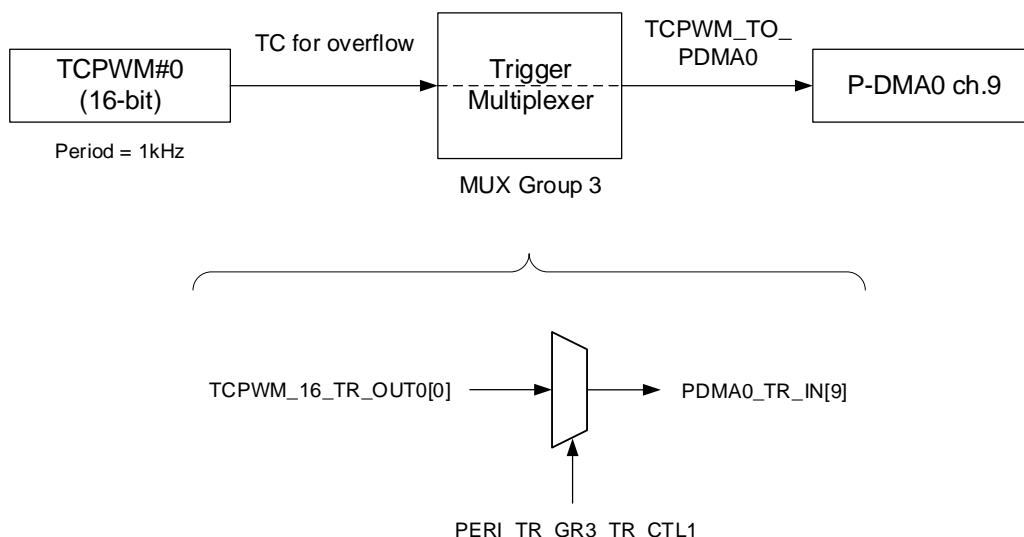 TCPWM#0
(16-bit)
Period = 1kHz
TC for overflow
Trigger
Multiplexer
MUX Group 3
TCPWM_TO_
PDMA0
P-DMA0 ch.9
TCPWM_16_TR_OUT0[0]
PDMA0_TR_IN[9]
PERI_TR_GR3_TR_CTL1